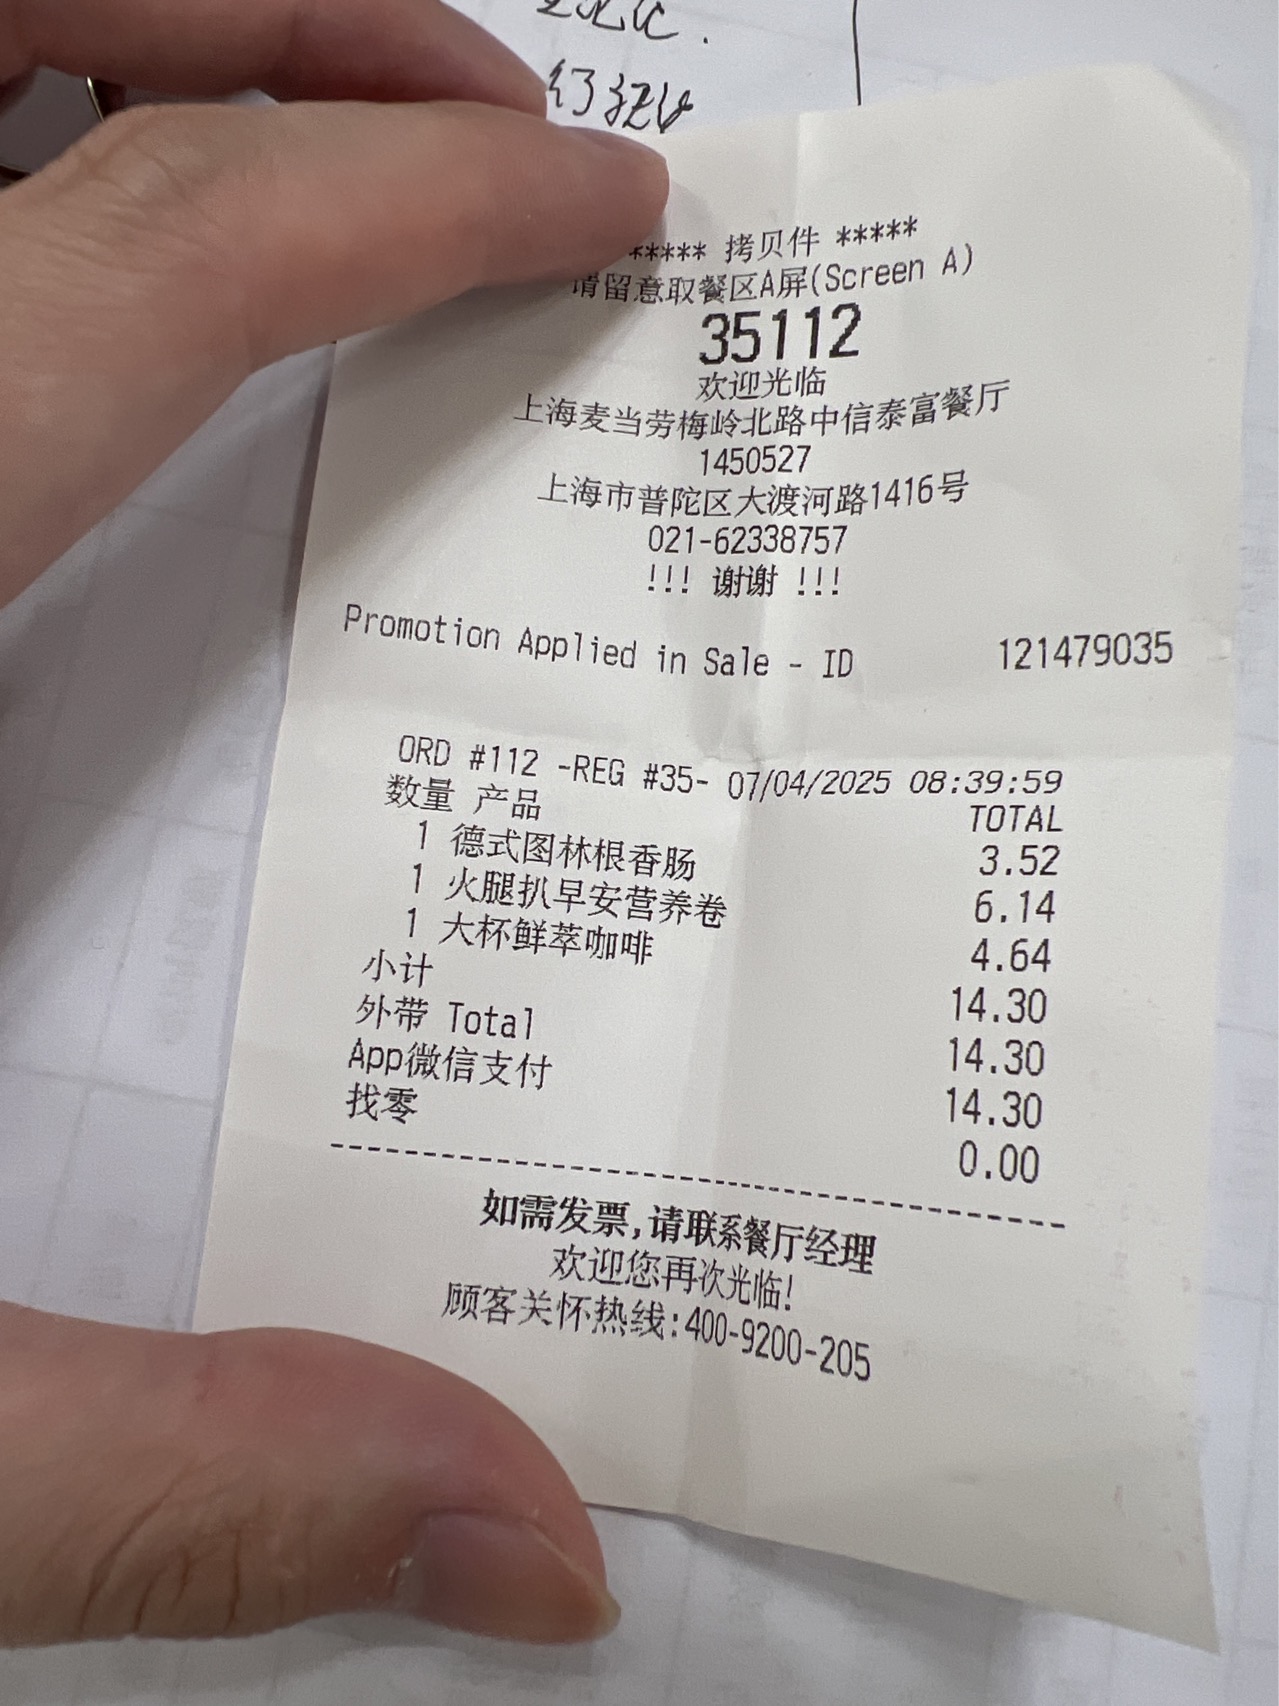 ***** 拷贝件 *****
请留意取餐区A屏(Screen A)
35112
欢迎光临
上海麦当劳梅岭北路中信泰富餐厅
1450527
上海市普陀区大渡河路1416号
021-62338757
!!! 谢谢 !!!
Promotion Applied in Sale - ID 121479035
ORD #112 -REG #35- 07/04/2025 08:39:59
数量 产品 TOTAL
1 德式图林根香肠 3.52
1 火腿扒早安营养卷 6.14
1 大杯鲜萃咖啡 4.64
小计 14.30
外带 Total 14.30
App微信支付 14.30
找零 0.00
如需发票,请联系餐厅经理
欢迎您再次光临!
顾客关怀热线:400-9200-205